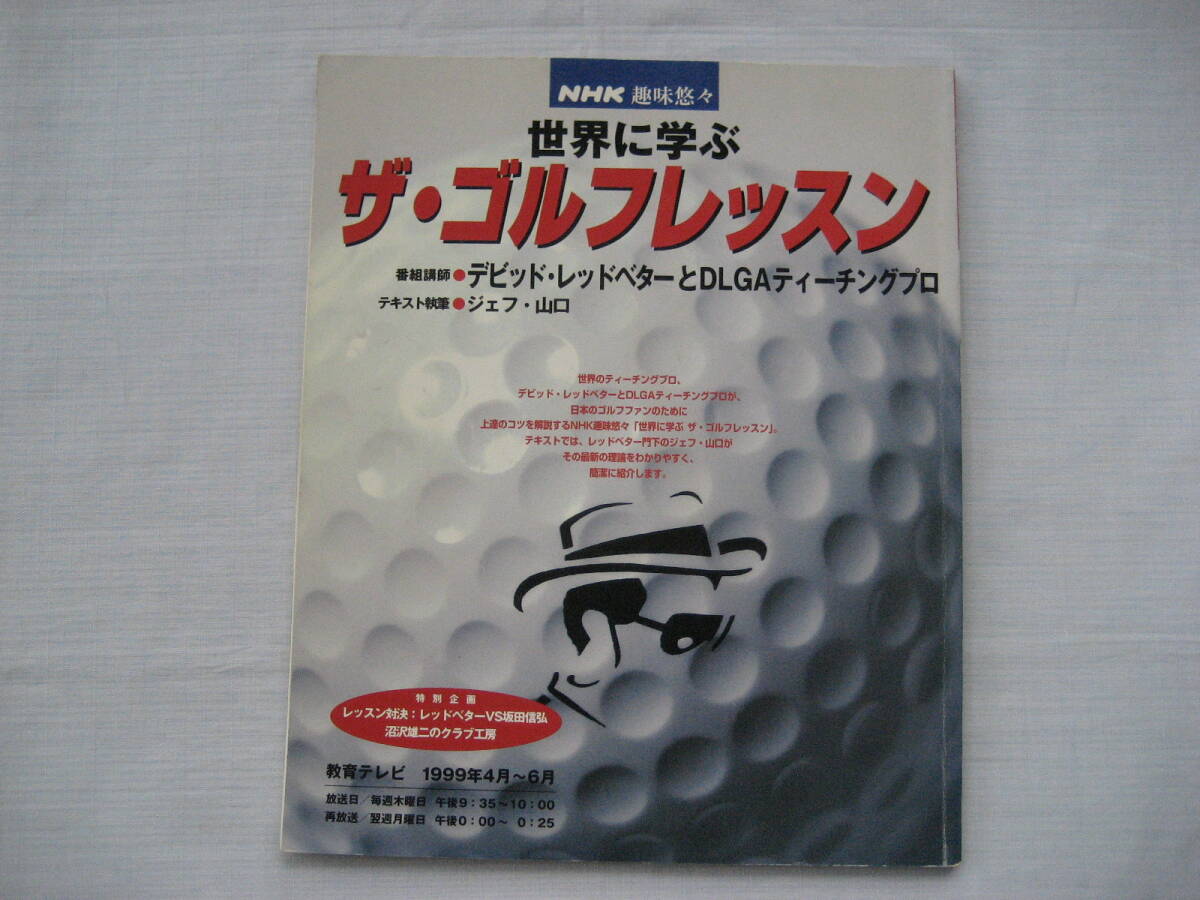 NHK 趣味悠々
世界に学ぶ
ザ・ゴルフレッスン
番組講師●デビッド・レッドベターとDLGAティーチングプロ
テキスト執筆●ジェフ・山口
世界のティーチングプロ、
デビッド・レッドベターとDLGAティーチングプロが、
日本のゴルフファンのために
上達のコツを解説するNHK趣味悠々「世界に学ぶ ザ・ゴルフレッスン」。
テキストでは、レッドベター門下のジェフ・山口が
その最新の理論をわかりやすく、
簡潔に紹介します。
特別企画
レッスン対決：レッドベターVS坂田信弘
沼沢雄二のクラブ工房
教育テレビ 1999年4月～6月
放送日／毎週木曜日 午後9：35～10：00
再放送／翌週月曜日 午後0：00～ 0：25